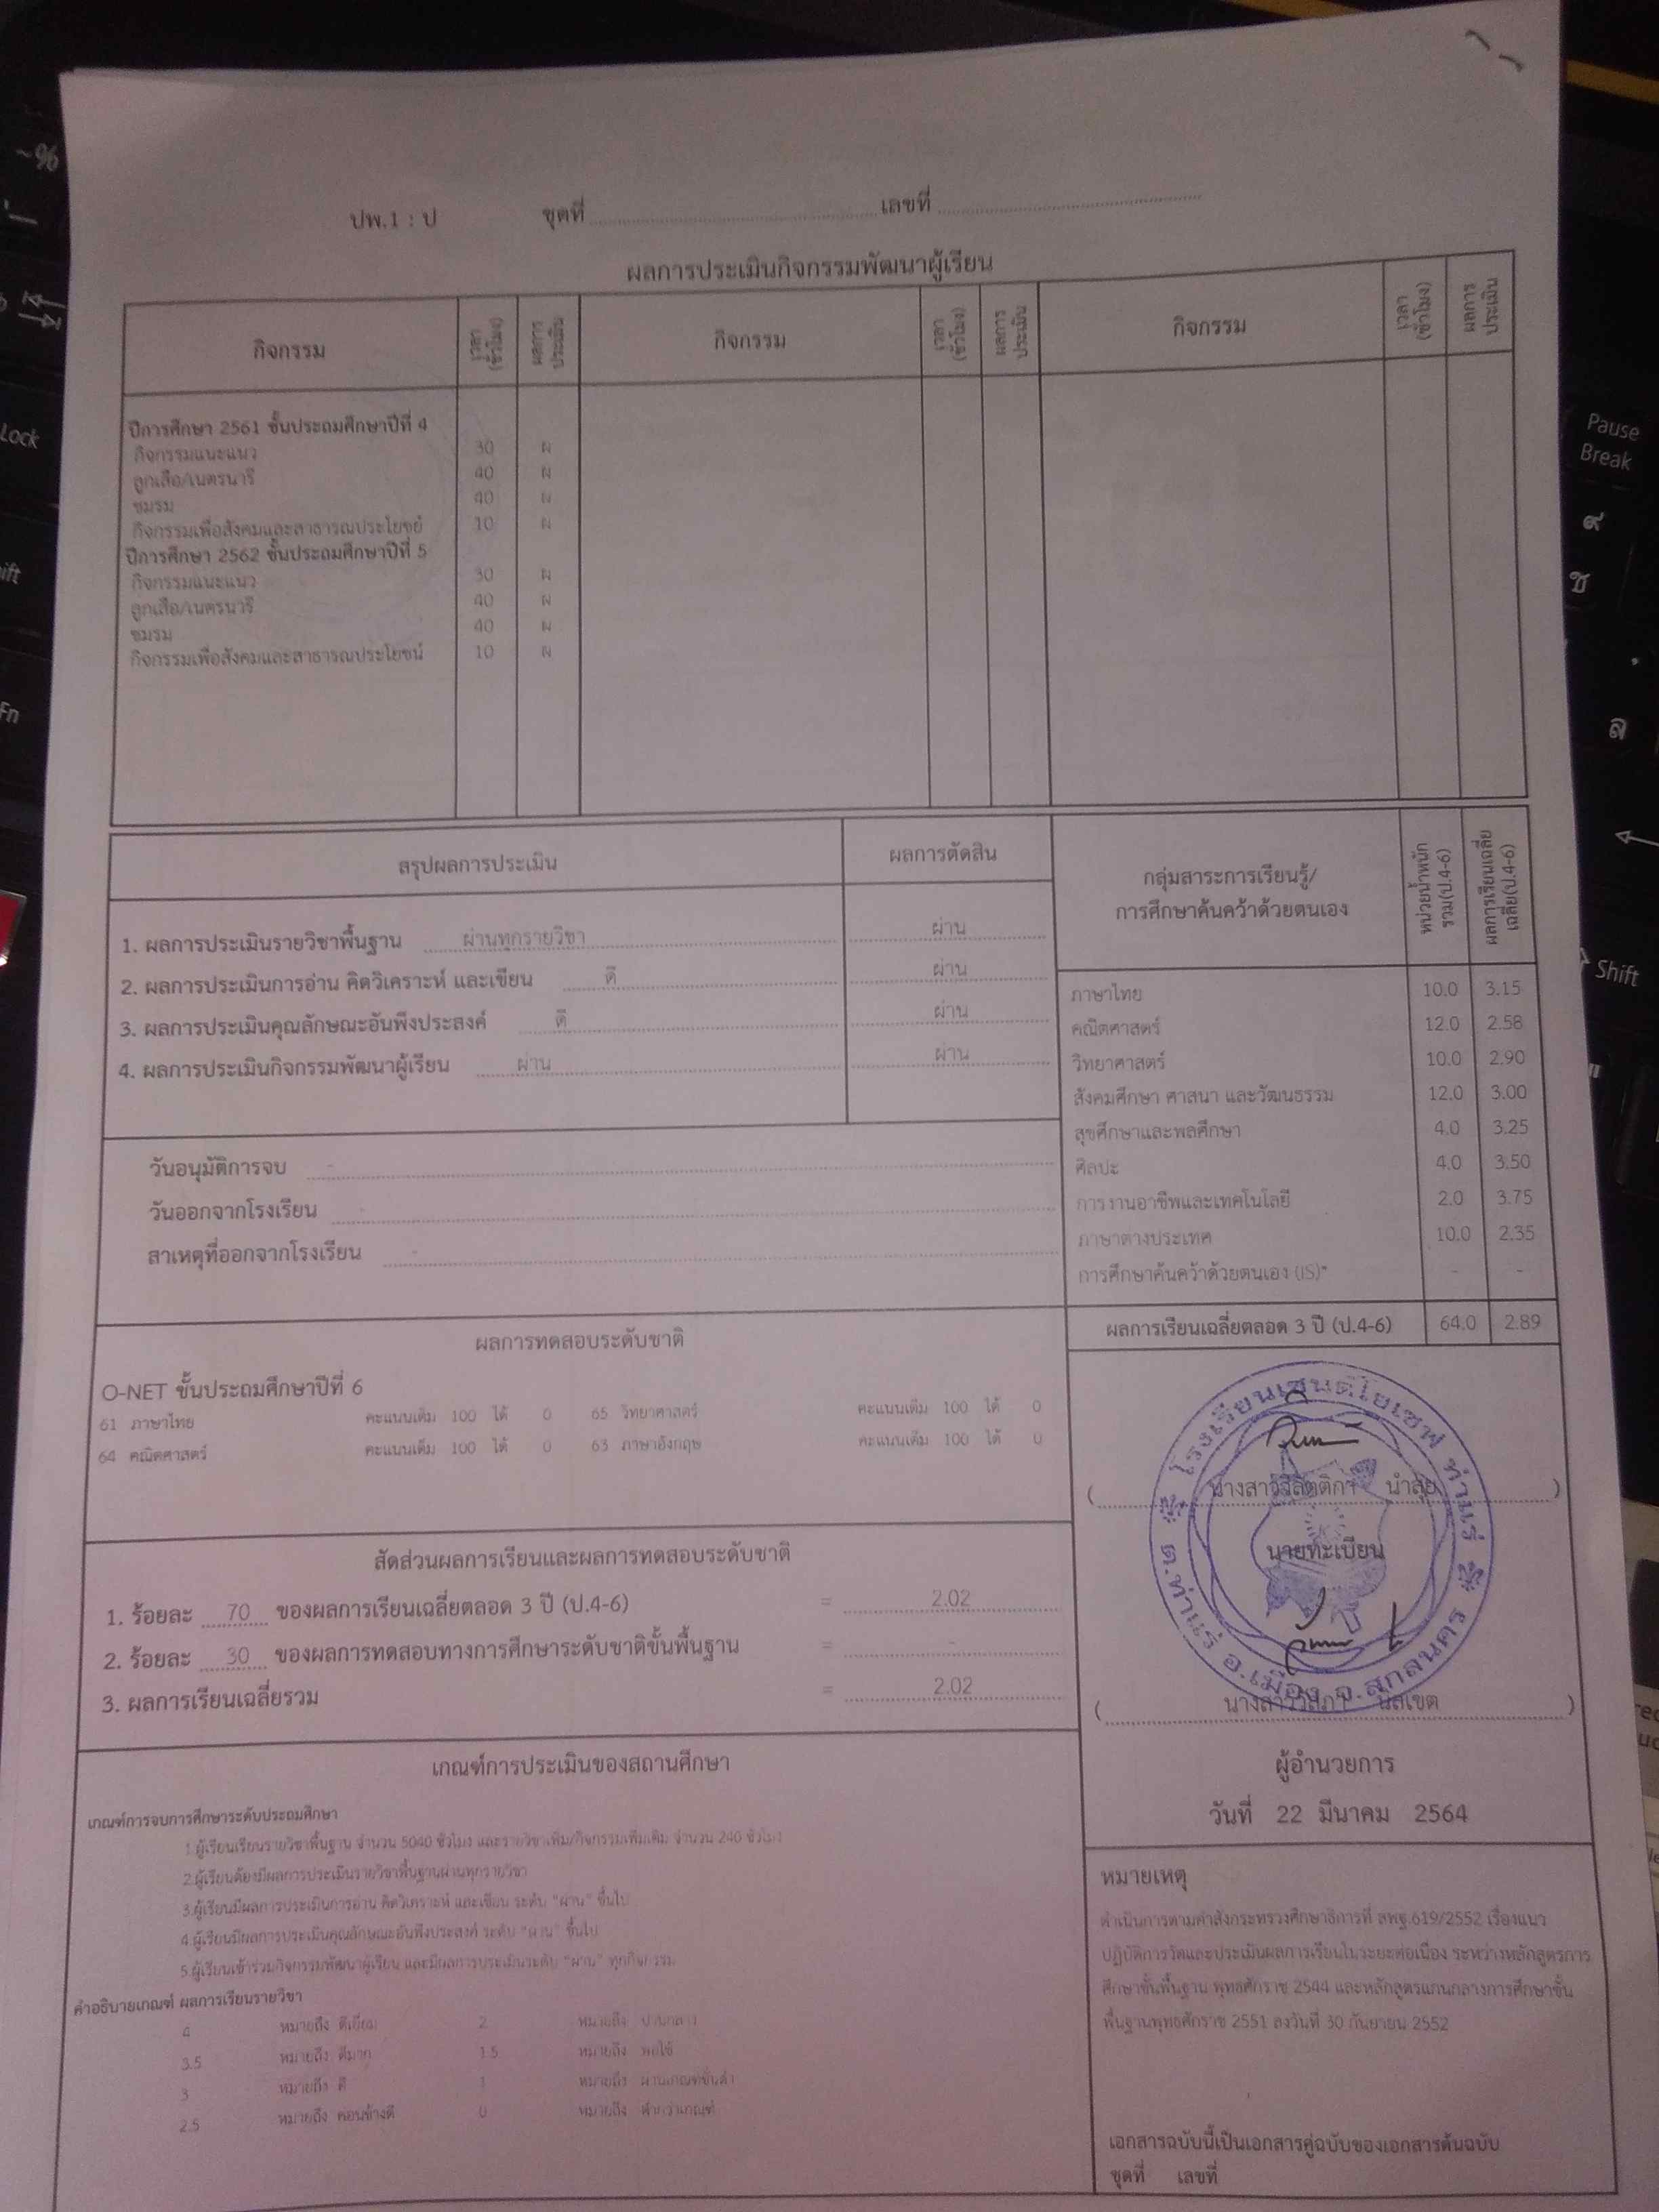 ปพ.1 : ป ชุดที่ เลขที่
ผลการประเมินกิจกรรมพัฒนาผู้เรียน
กิจกรรม เวลา (ชั่วโมง) ผลการประเมิน กิจกรรม เวลา (ชั่วโมง) ผลการประเมิน กิจกรรม เวลา (ชั่วโมง) ผลการประเมิน
ปีการศึกษา 2561 ชั้นประถมศึกษาปีที่ 4
กิจกรรมแนะแนว 30 ผ
ลูกเสือ/เนตรนารี 40 ผ
ชมรม 40 ผ
กิจกรรมเพื่อสังคมและสาธารณประโยชน์ 10 ผ
ปีการศึกษา 2562 ชั้นประถมศึกษาปีที่ 5
กิจกรรมแนะแนว 30 ผ
ลูกเสือ/เนตรนารี 40 ผ
ชมรม 40 ผ
กิจกรรมเพื่อสังคมและสาธารณประโยชน์ 10 ผ
สรุปผลการประเมิน ผลการตัดสิน
1. ผลการประเมินรายวิชาพื้นฐาน ผ่านทุกรายวิชา ผ่าน
2. ผลการประเมินการอ่าน คิดวิเคราะห์ และเขียน ดี ผ่าน
3. ผลการประเมินคุณลักษณะอันพึงประสงค์ ดี ผ่าน
4. ผลการประเมินกิจกรรมพัฒนาผู้เรียน ผ่าน ผ่าน
วันอนุมัติการจบ -
วันออกจากโรงเรียน -
สาเหตุที่ออกจากโรงเรียน -
กลุ่มสาระการเรียนรู้/
การศึกษาค้นคว้าด้วยตนเอง
หน่วยน้ำหนัก
รวม(ป.4-6)
ผลการเรียนเฉลี่ย
เฉลี่ย(ป.4-6)
ภาษาไทย 10.0 3.15
คณิตศาสตร์ 12.0 2.58
วิทยาศาสตร์ 10.0 2.90
สังคมศึกษา ศาสนา และวัฒนธรรม 12.0 3.00
สุขศึกษาและพลศึกษา 4.0 3.25
ศิลปะ 4.0 3.50
การงานอาชีพและเทคโนโลยี 2.0 3.75
ภาษาต่างประเทศ 10.0 2.35
การศึกษาค้นคว้าด้วยตนเอง (IS)* - -
ผลการเรียนเฉลี่ยตลอด 3 ปี (ป.4-6) 64.0 2.89
ผลการทดสอบระดับชาติ
O-NET ชั้นประถมศึกษาปีที่ 6
61 ภาษาไทย คะแนนเต็ม 100 ได้ 0 65 วิทยาศาสตร์ คะแนนเต็ม 100 ได้ 0
64 คณิตศาสตร์ คะแนนเต็ม 100 ได้ 0 63 ภาษาอังกฤษ คะแนนเต็ม 100 ได้ 0
สัดส่วนผลการเรียนและผลการทดสอบระดับชาติ
1. ร้อยละ 70 ของผลการเรียนเฉลี่ยตลอด 3 ปี (ป.4-6) = 2.02
2. ร้อยละ 30 ของผลการทดสอบทางการศึกษาระดับชาติขั้นพื้นฐาน = -
3. ผลการเรียนเฉลี่ยรวม = 2.02
โรงเรียนเซนต์โยเซฟ ท่าแร่
ต.ท่าแร่ อ.เมือง จ.สกลนคร
นายทะเบียน
ผู้อำนวยการ
วันที่ 22 มีนาคม 2564
เกณฑ์การประเมินของสถานศึกษา
เกณฑ์การจบการศึกษาระดับประถมศึกษา
1.ผู้เรียนเรียนรายวิชาพื้นฐาน จำนวน 5040 ชั่วโมง และรายวิชาเพิ่ม/กิจกรรมเพิ่มเติม จำนวน 240 ชั่วโมง
2.ผู้เรียนต้องมีผลการประเมินรายวิชาพื้นฐานผ่านทุกรายวิชา
3.ผู้เรียนมีผลการประเมินการอ่าน คิดวิเคราะห์ และเขียน ระดับ "ผ่าน" ขึ้นไป
4.ผู้เรียนมีผลการประเมินคุณลักษณะอันพึงประสงค์ ระดับ "ผ่าน" ขึ้นไป
5.ผู้เรียนเข้าร่วมกิจกรรมพัฒนาผู้เรียน และมีผลการประเมินระดับ "ผ่าน" ทุกกิจกรรม
คำอธิบายเกณฑ์ ผลการเรียนรายวิชา
4 หมายถึง ดีเยี่ยม 2 หมายถึง ปานกลาง
3.5 หมายถึง ดีมาก 1.5 หมายถึง พอใช้
3 หมายถึง ดี 1 หมายถึง ผ่านเกณฑ์ขั้นต่ำ
2.5 หมายถึง ค่อนข้างดี 0 หมายถึง ต่ำกว่าเกณฑ์
หมายเหตุ
ดำเนินการตามคำสั่งกระทรวงศึกษาธิการที่ สพฐ.619/2552 เรื่องแนว
ปฏิบัติการวัดและประเมินผลการเรียนในระยะต่อเนื่อง ระหว่างหลักสูตรการ
ศึกษาขั้นพื้นฐาน พุทธศักราช 2544 และหลักสูตรแกนกลางการศึกษาขั้น
พื้นฐานพุทธศักราช 2551 ลงวันที่ 30 กันยายน 2552
เอกสารฉบับนี้เป็นเอกสารคู่ฉบับของเอกสารต้นฉบับ
ชุดที่ เลขที่
Lock
Fn
Pause
Break
Shift